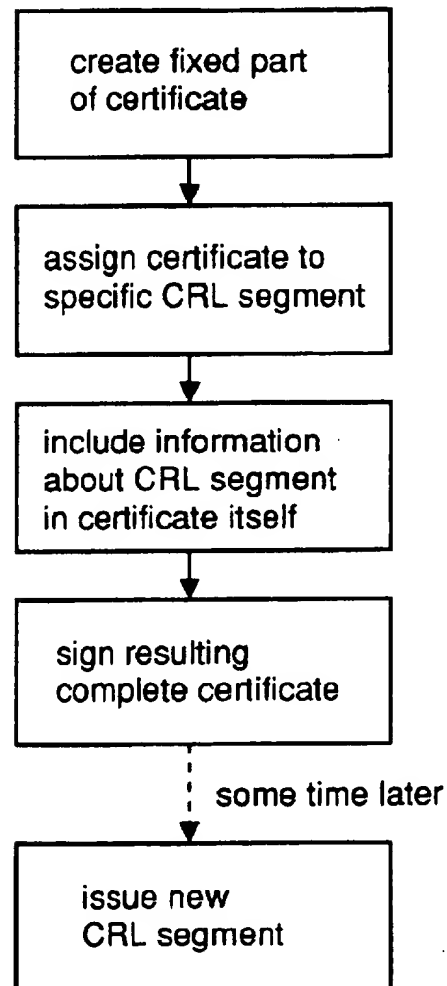 create fixed part
of certificate
assign certificate to
specific CRL segment
include information
about CRL segment
in certificate itself
sign resulting
complete certificate
some time later
issue new
CRL segment